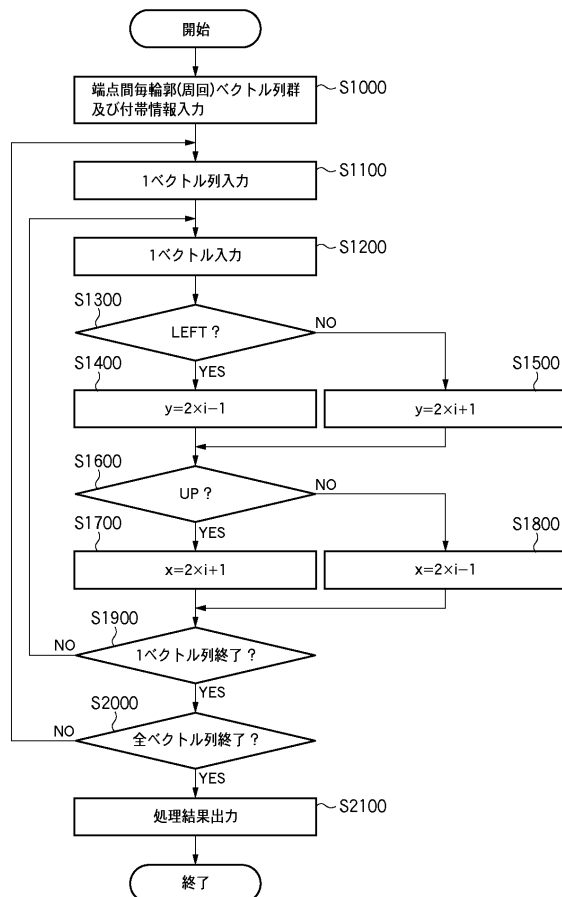 開始
端点間毎輪郭(周回)ベクトル列群
及び付帯情報入力
S1000
1ベクトル列入力
S1100
1ベクトル入力
S1200
S1300
LEFT？
NO
YES
S1400
y=2×i−1
S1500
y=2×i+1
S1600
UP？
NO
YES
S1700
x=2×i+1
S1800
x=2×i−1
S1900
1ベクトル列終了？
NO
YES
S2000
全ベクトル列終了？
NO
YES
処理結果出力
S2100
終了